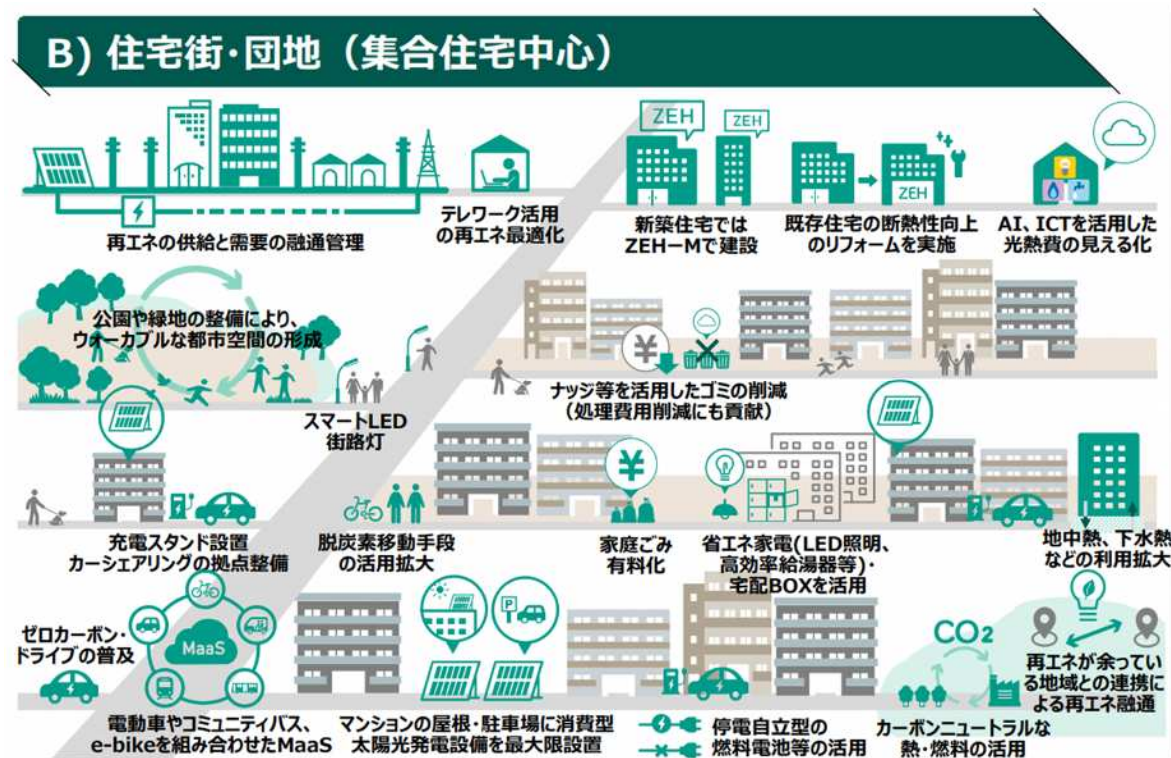 B) 住宅街・団地（集合住宅中心）
ZEH
ZEH
ZEH
再エネの供給と需要の融通管理
テレワーク活用
の再エネ最適化
新築住宅では
ZEH－Mで建設
既存住宅の断熱性向上
のリフォームを実施
AI、ICTを活用した
光熱費の見える化
公園や緑地の整備により、
ウォーカブルな都市空間の形成
スマートLED
街路灯
¥
ナッジ等を活用したゴミの削減
（処理費用削減にも貢献）
充電スタンド設置
カーシェアリングの拠点整備
脱炭素移動手段
の活用拡大
¥
家庭ごみ
有料化
省エネ家電(LED照明、
高効率給湯器等)・
宅配BOXを活用
地中熱、下水熱
などの利用拡大
ゼロカーボン・
ドライブの普及
MaaS
電動車やコミュニティバス、
e-bikeを組み合わせたMaaS
P
マンションの屋根・駐車場に消費型
太陽光発電設備を最大限設置
停電自立型の
燃料電池等の活用
CO2
カーボンニュートラルな
熱・燃料の活用
再エネが余ってい
る地域との連携に
よる再エネ融通